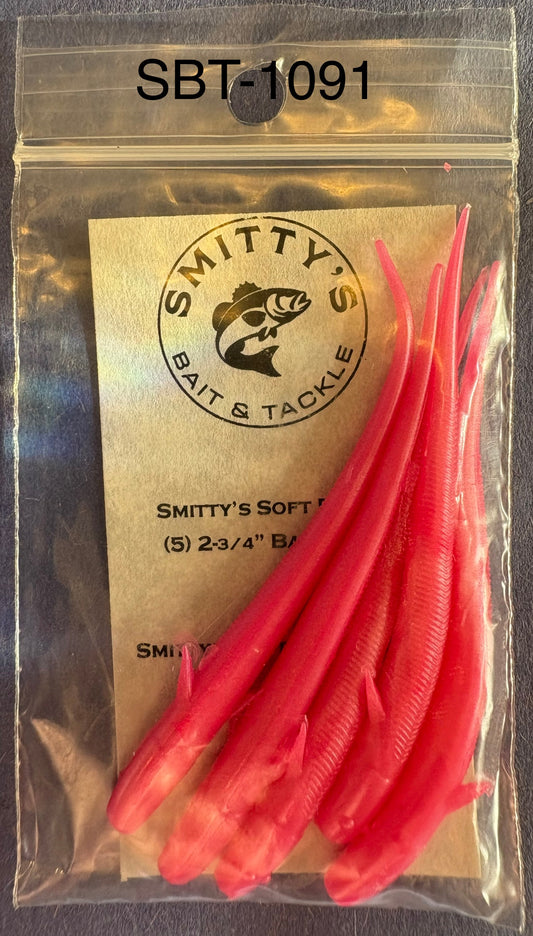 SBT-1091
SMITTY'S
BAIT & TACKLE
SMITTY'S SOFT
(5) 2-3/4"